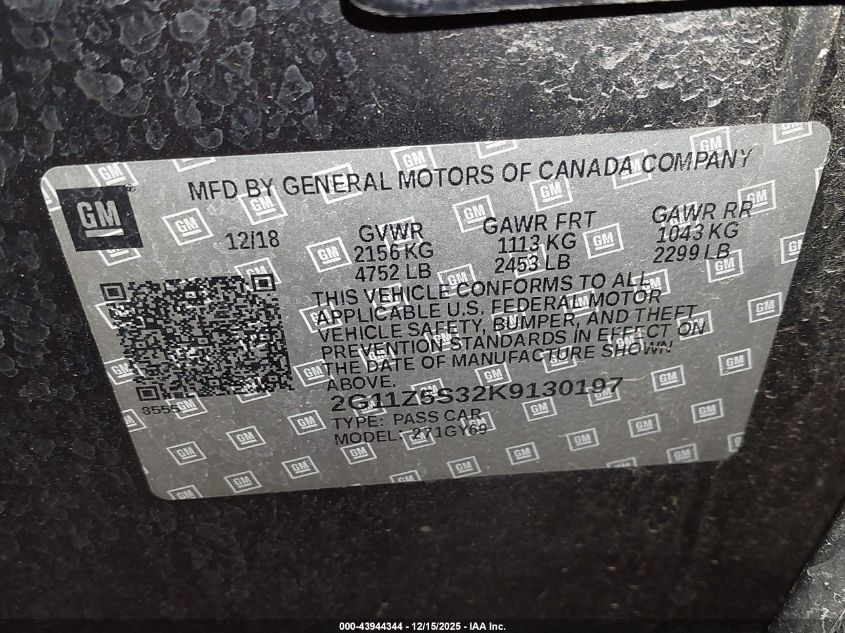 MFD BY GENERAL MOTORS OF CANADA COMPANY
GM
12/18
GVWR
2156 KG
4752 LB
GAWR FRT
1113 KG
2453 LB
GAWR RR
1043 KG
2299 LB
THIS VEHICLE CONFORMS TO ALL
APPLICABLE U.S. FEDERAL MOTOR
VEHICLE SAFETY, BUMPER, AND THEFT
PREVENTION STANDARDS IN EFFECT ON
THE DATE OF MANUFACTURE SHOWN
ABOVE.
2G11Z5S32K9130197
TYPE: PASS CAR
MODEL: 271GY69
000-43944344 - 12/15/2025 - IAA Inc.